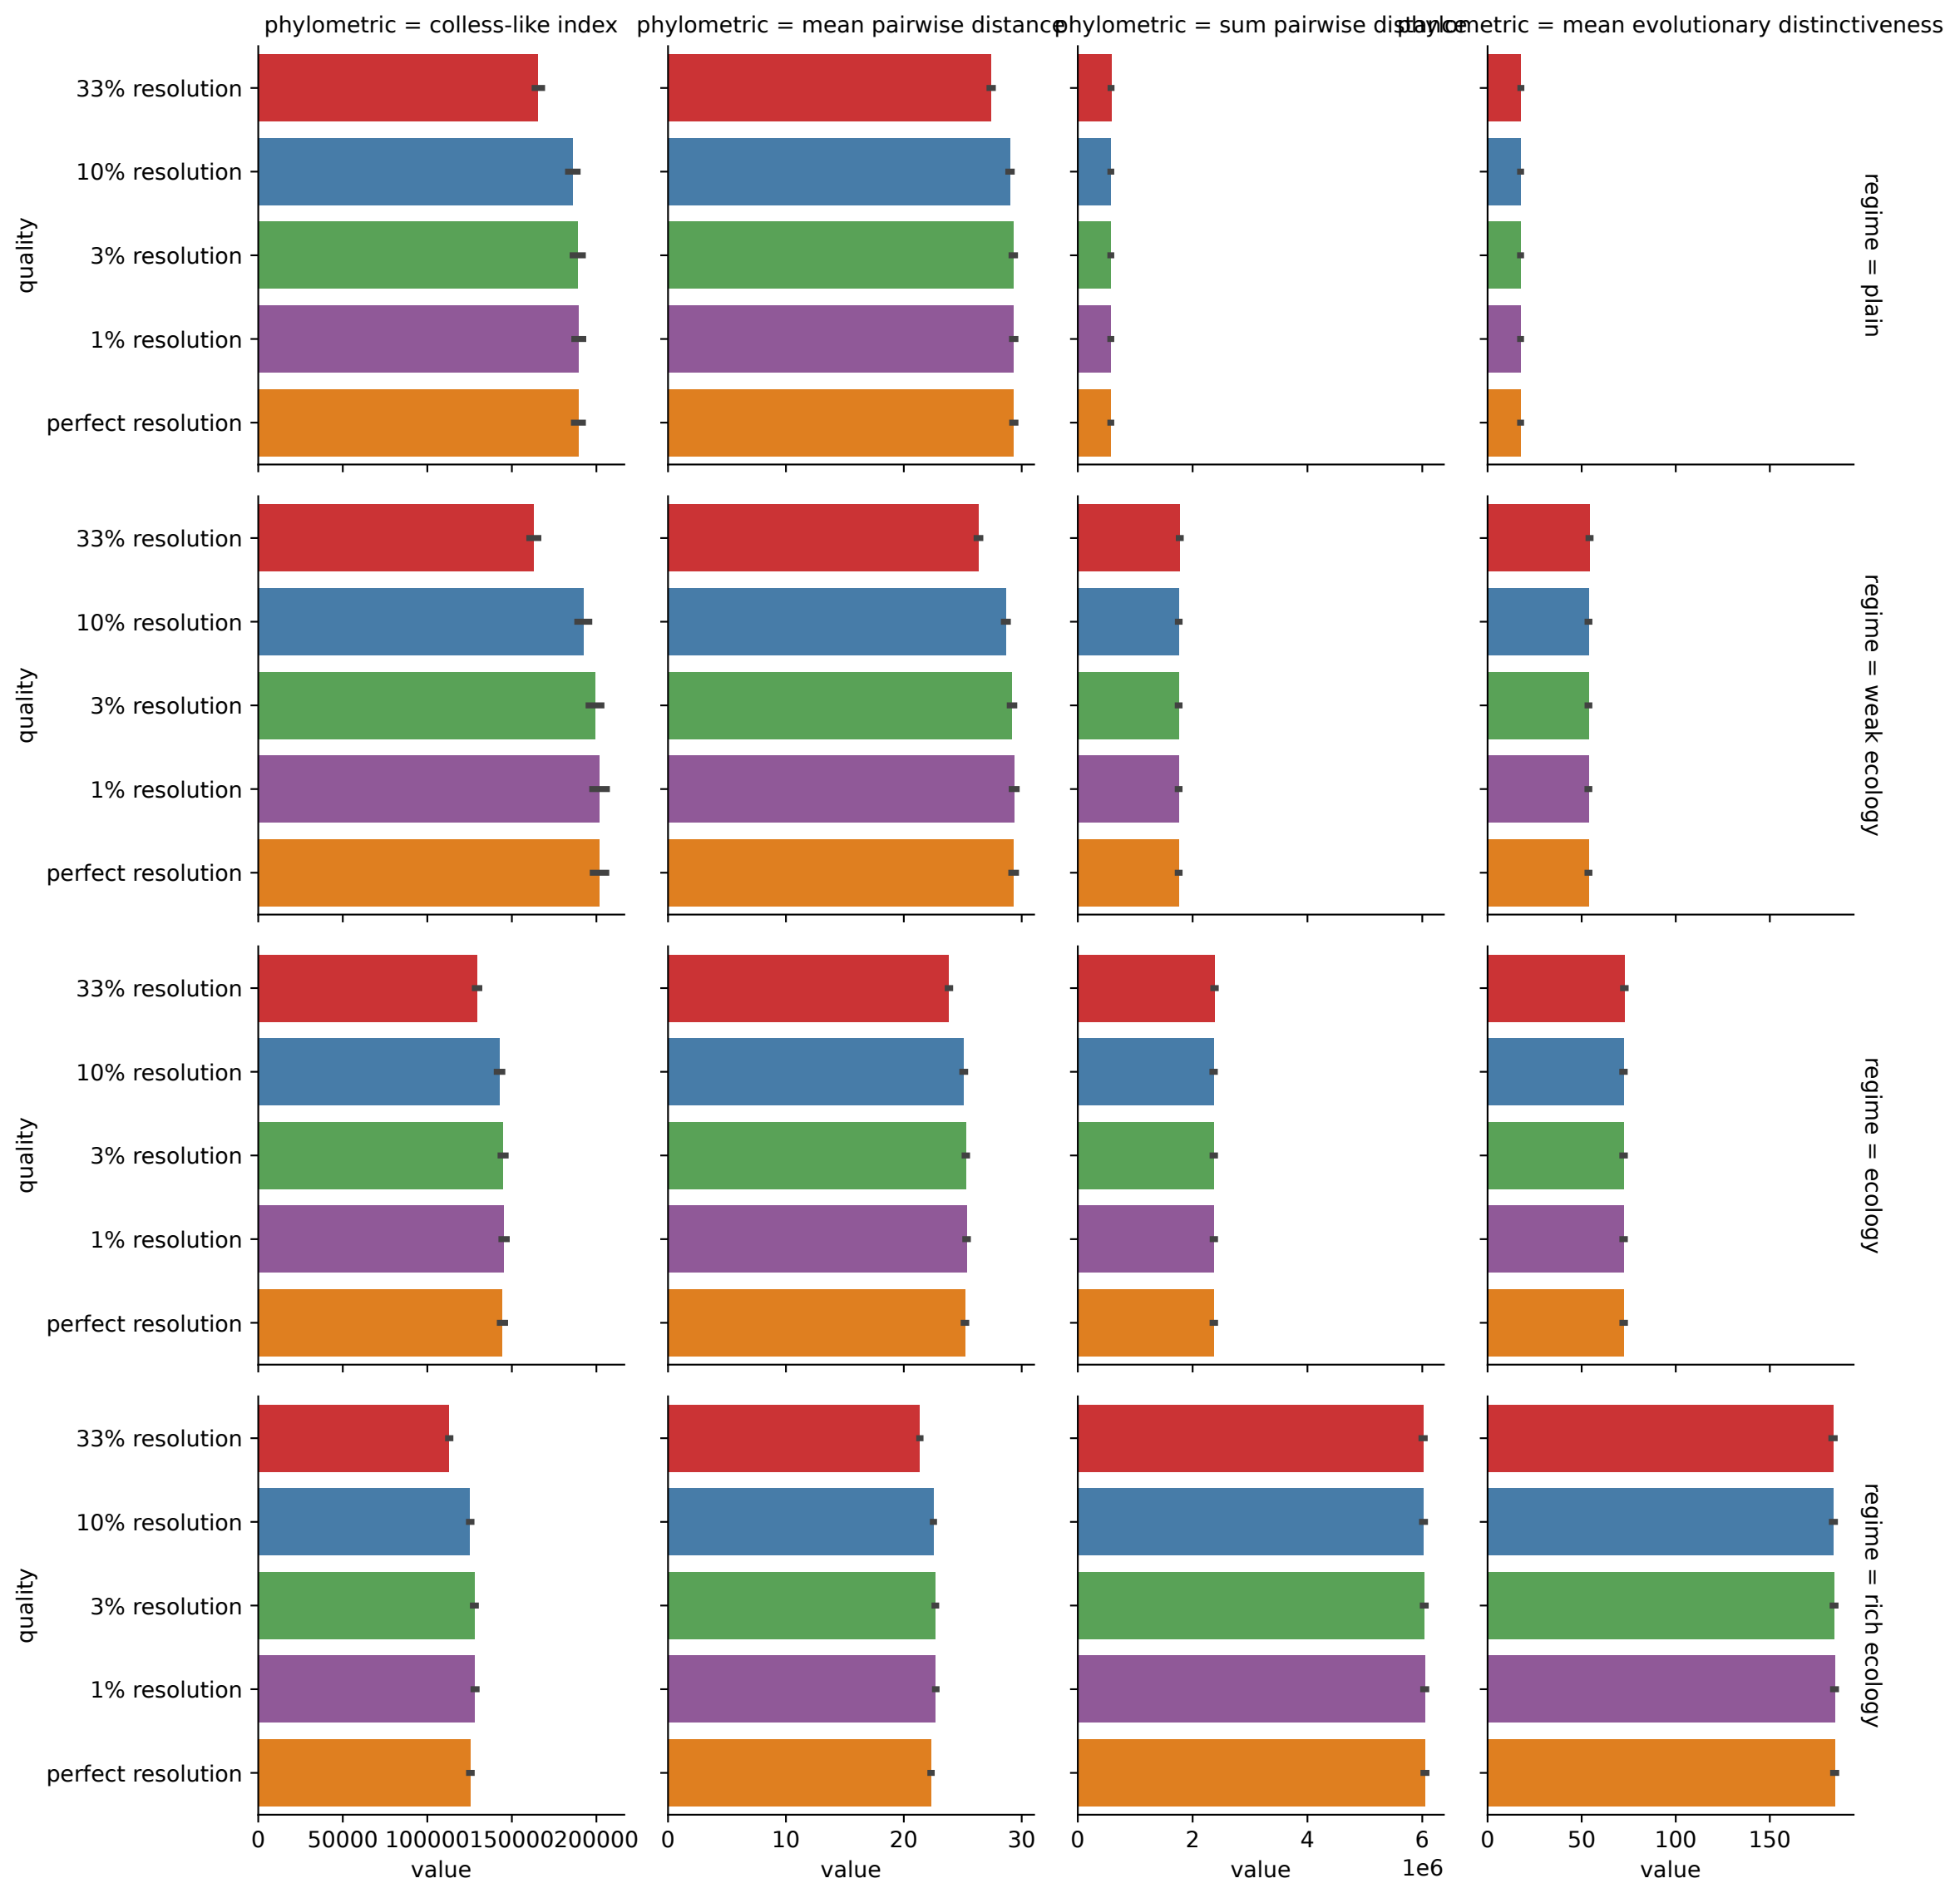 phylometric = colless-like index
phylometric = mean pairwise distance
phylometric = sum pairwise distance
phylometric = mean evolutionary distinctiveness
quality
33% resolution
10% resolution
3% resolution
1% resolution
perfect resolution
regime = plain
quality
33% resolution
10% resolution
3% resolution
1% resolution
perfect resolution
regime = weak ecology
quality
33% resolution
10% resolution
3% resolution
1% resolution
perfect resolution
regime = ecology
quality
33% resolution
10% resolution
3% resolution
1% resolution
perfect resolution
regime = rich ecology
0 50000 100000 150000 200000
value
0 10 20 30
value
0 2 4 6
1e6
value
0 50 100 150
value